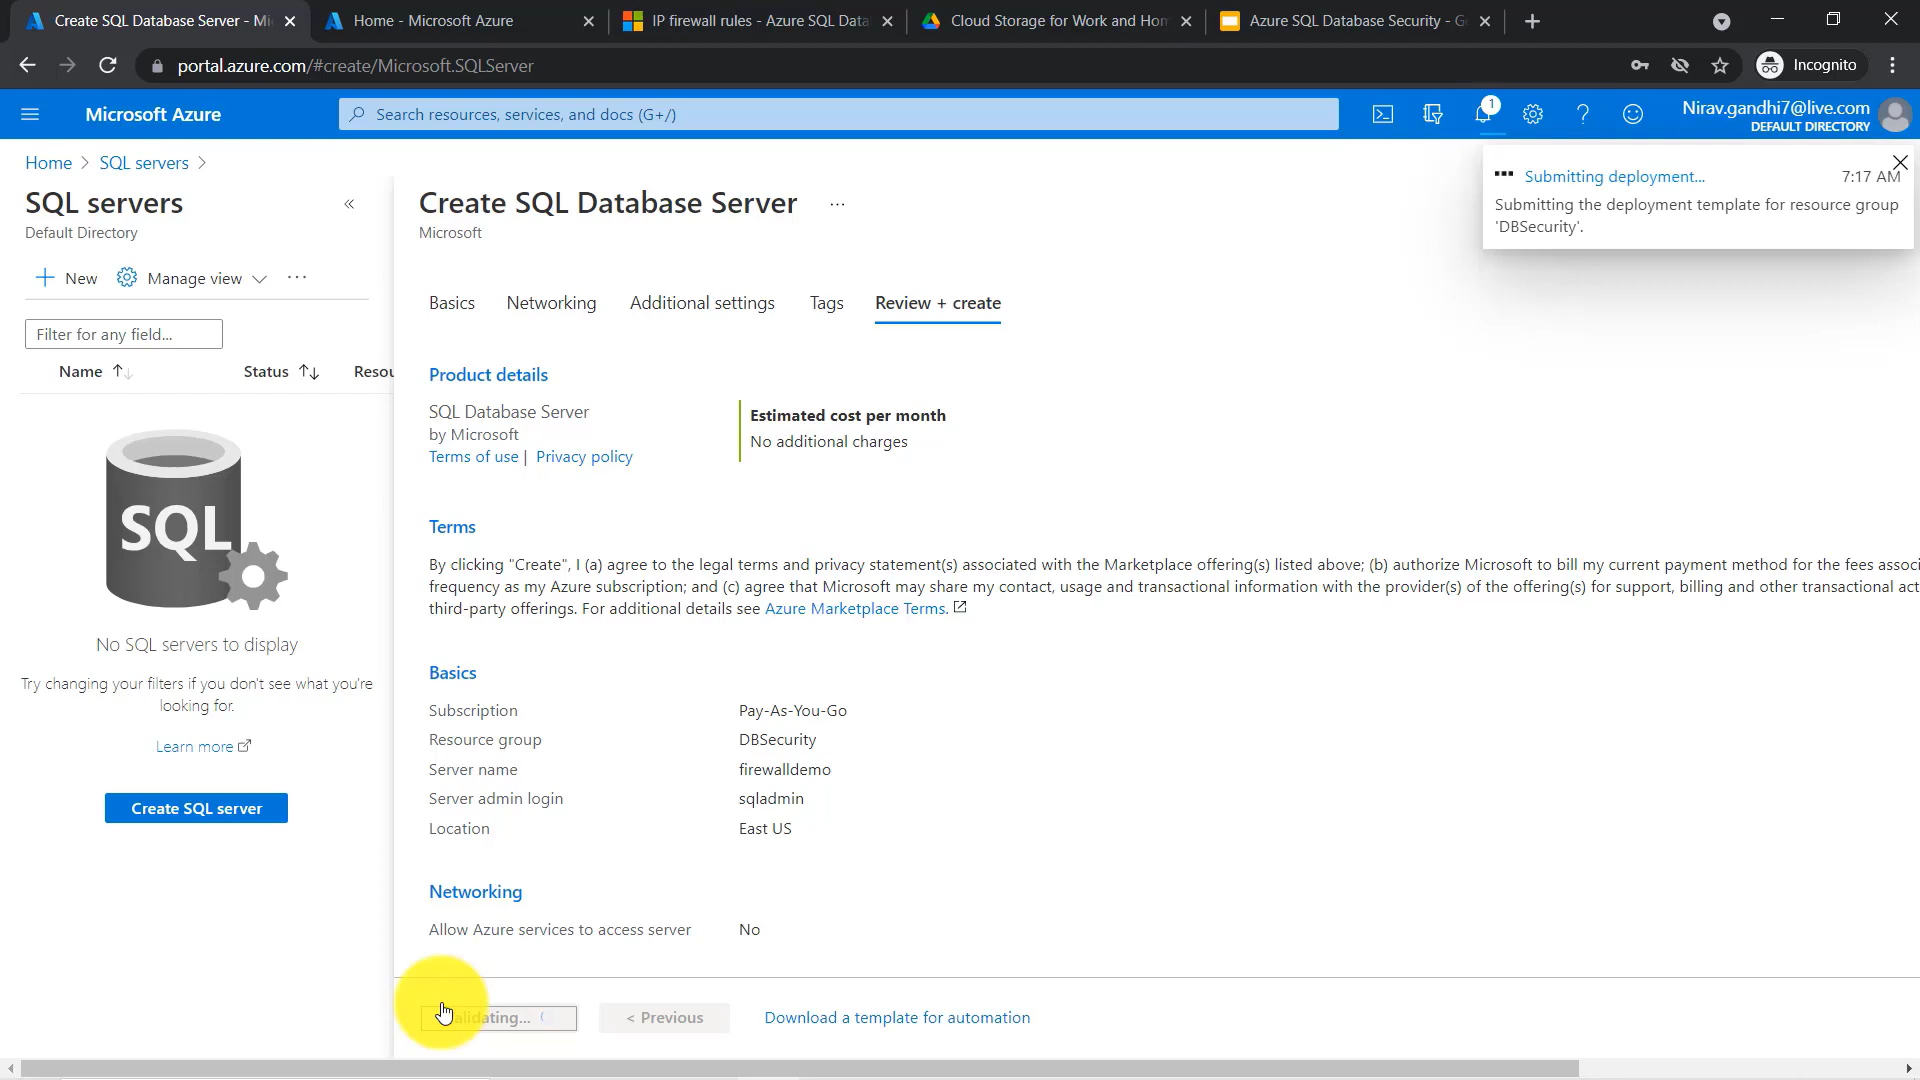 Create SQL Database Server - Mi
Home - Microsoft Azure
IP firewall rules - Azure SQL Data
Cloud Storage for Work and Hom
Azure SQL Database Security - G
portal.azure.com/#create/Microsoft.SQLServer
Incognito
Microsoft Azure
Search resources, services, and docs (G+/)
1
Nirav.gandhi7@live.com
DEFAULT DIRECTORY
Home > SQL servers >
SQL servers
Default Directory
«
+ New
Manage view
...
Filter for any field...
Name ↑↓
Status ↑↓
Resou
SQL
No SQL servers to display
Try changing your filters if you don't see what you're
looking for.
Learn more
Create SQL server
Create SQL Database Server
...
Microsoft
Submitting deployment...
7:17 AM
Submitting the deployment template for resource group
'DBSecurity'.
Basics
Networking
Additional settings
Tags
Review + create
Product details
SQL Database Server
by Microsoft
Terms of use | Privacy policy
Estimated cost per month
No additional charges
Terms
By clicking "Create", I (a) agree to the legal terms and privacy statement(s) associated with the Marketplace offering(s) listed above; (b) authorize Microsoft to bill my current payment method for the fees associ
frequency as my Azure subscription; and (c) agree that Microsoft may share my contact, usage and transactional information with the provider(s) of the offering(s) for support, billing and other transactional act
third-party offerings. For additional details see Azure Marketplace Terms.
Basics
Subscription Pay-As-You-Go
Resource group DBSecurity
Server name firewalldemo
Server admin login sqladmin
Location East US
Networking
Allow Azure services to access server No
alidating...
< Previous
Download a template for automation